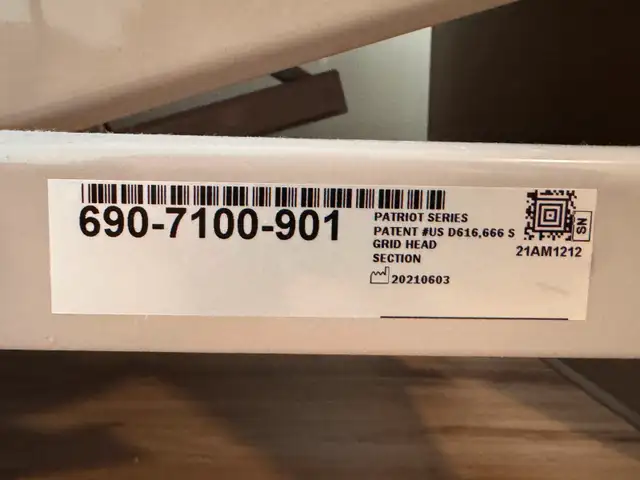 690-7100-901
PATRIOT SERIES
PATENT #US D616,666 S
GRID HEAD
SECTION
20210603
SN
21AM1212